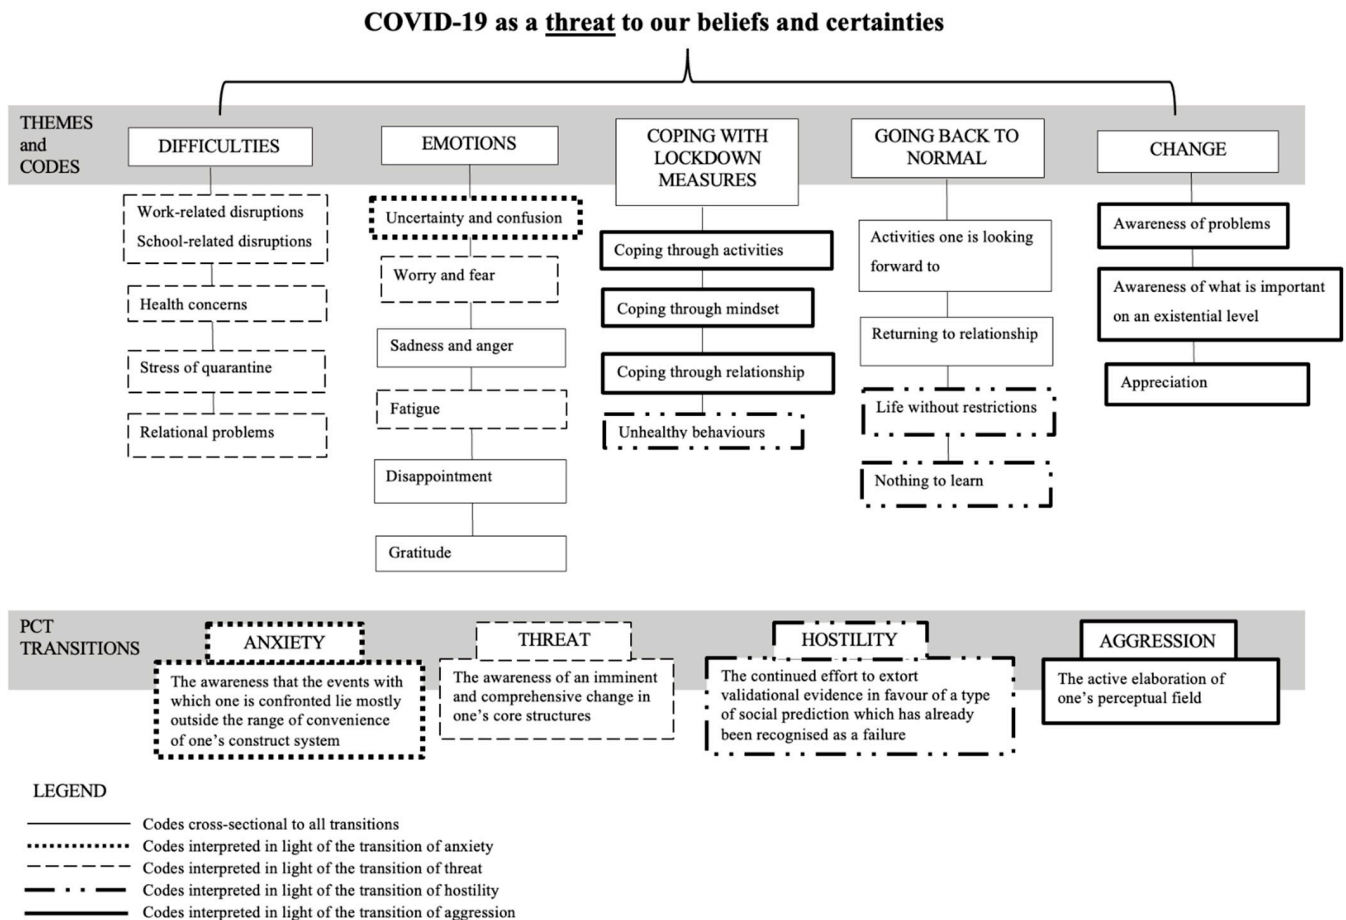 COVID-19 as a threat to our beliefs and certainties
THEMES
and
CODES
DIFFICULTIES
Work-related disruptions
School-related disruptions
Health concerns
Stress of quarantine
Relational problems
EMOTIONS
Uncertainty and confusion
Worry and fear
Sadness and anger
Fatigue
Disappointment
Gratitude
COPING WITH
LOCKDOWN
MEASURES
Coping through activities
Coping through mindset
Coping through relationship
Unhealthy behaviours
GOING BACK TO
NORMAL
Activities one is looking
forward to
Returning to relationship
Life without restrictions
Nothing to learn
CHANGE
Awareness of problems
Awareness of what is important
on an existential level
Appreciation
PCT
TRANSITIONS
ANXIETY
The awareness that the events with
which one is confronted lie mostly
outside the range of convenience
of one's construct system
THREAT
The awareness of an imminent
and comprehensive change in
one's core structures
HOSTILITY
The continued effort to extort
validational evidence in favour of a type
of social prediction which has already
been recognised as a failure
AGGRESSION
The active elaboration of
one's perceptual field
LEGEND
Codes cross-sectional to all transitions
Codes interpreted in light of the transition of anxiety
Codes interpreted in light of the transition of threat
Codes interpreted in light of the transition of hostility
Codes interpreted in light of the transition of aggression